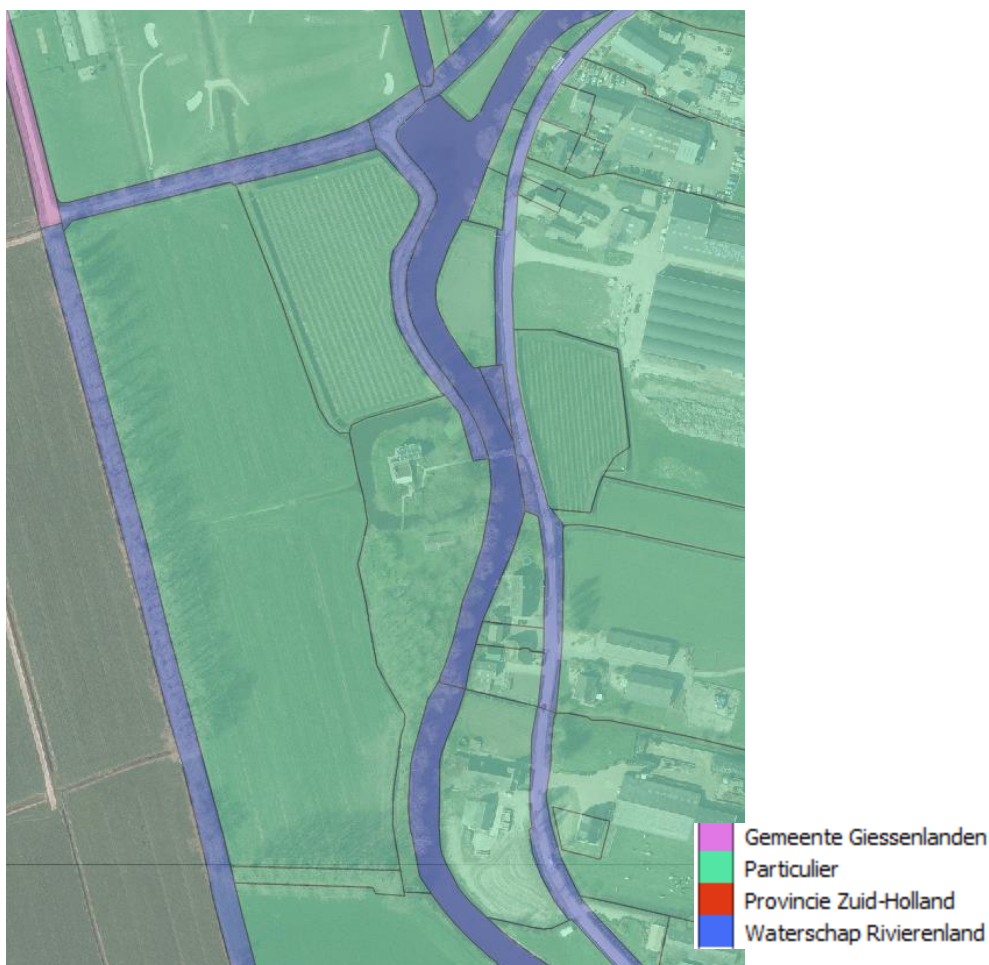 Gemeente Giessenlanden
Particulier
Provincie Zuid-Holland
Waterschap Rivierenland